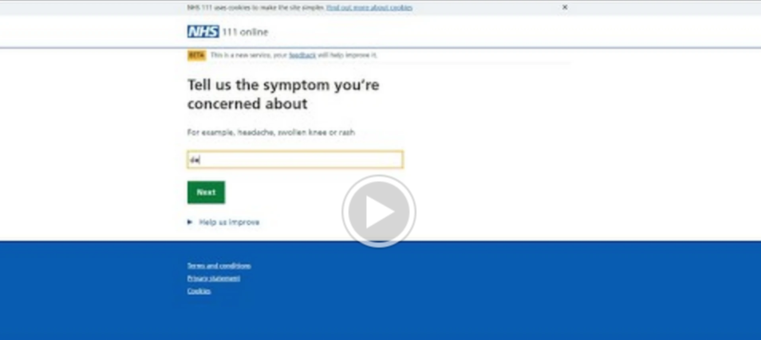 NHS 111 uses cookies to make the site simpler. Find out more about cookies ×
NHS 111 online
BETA This is a new service, your feedback will help improve it.
Tell us the symptom you're
concerned about
For example, headache, swollen knee or rash
de
Next
Help us improve
Terms and conditions
Privacy statement
Cookies